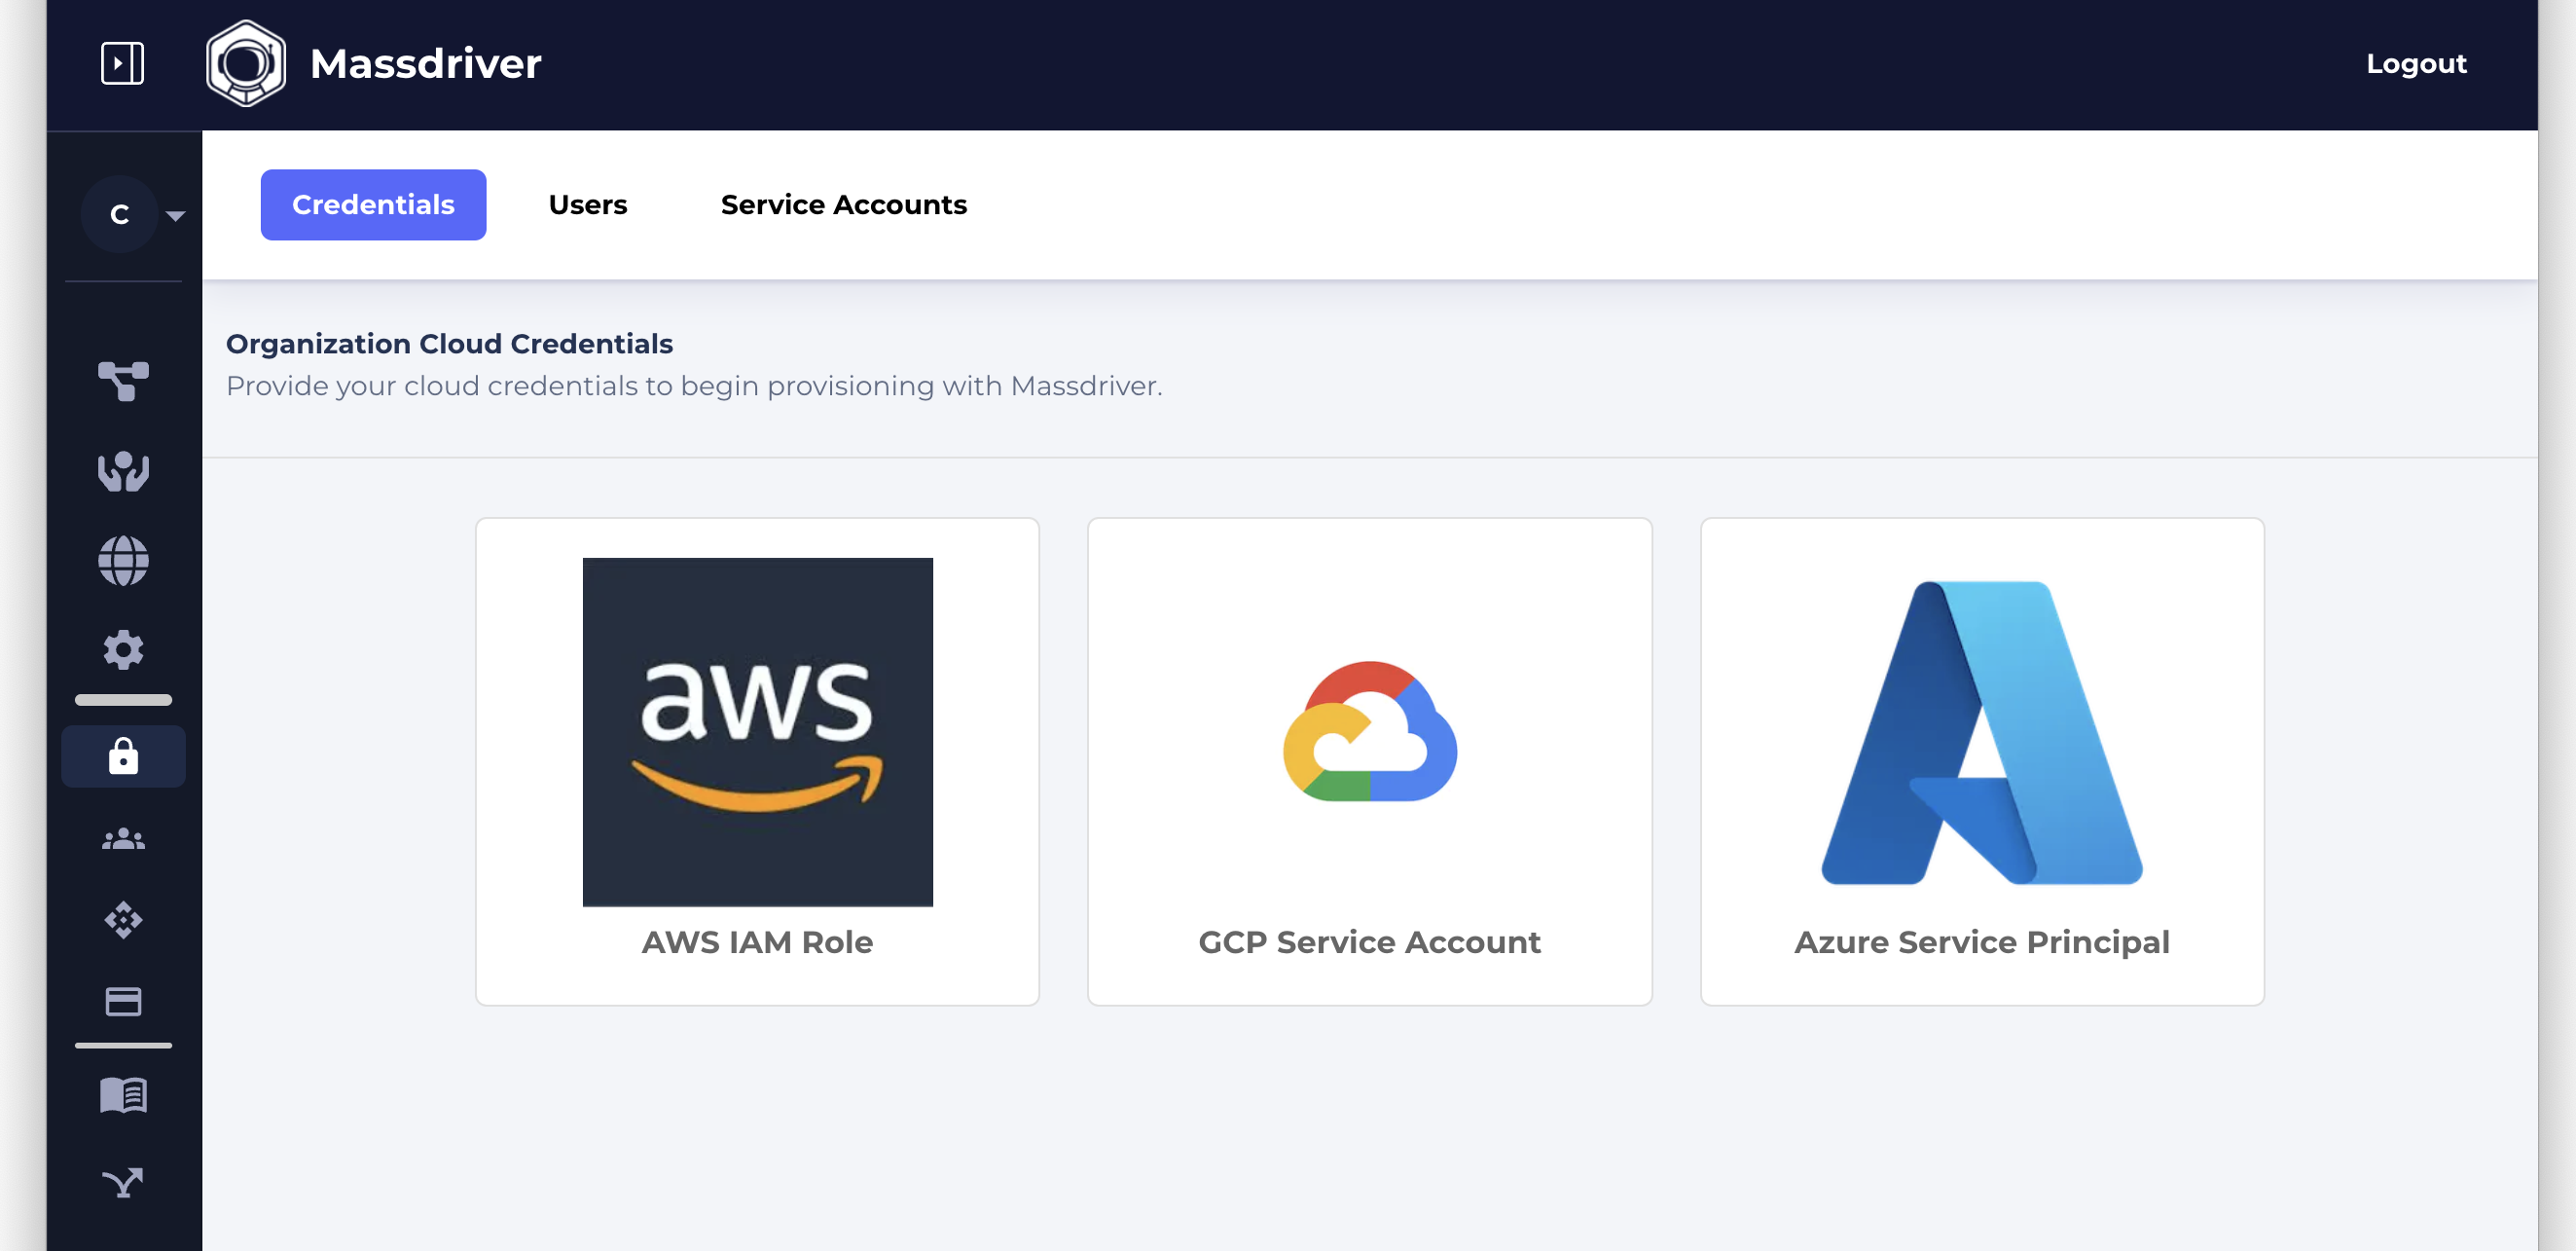 Massdriver
Logout
C
Credentials
Users
Service Accounts
Organization Cloud Credentials
Provide your cloud credentials to begin provisioning with Massdriver.
aws
AWS IAM Role
GCP Service Account
Azure Service Principal